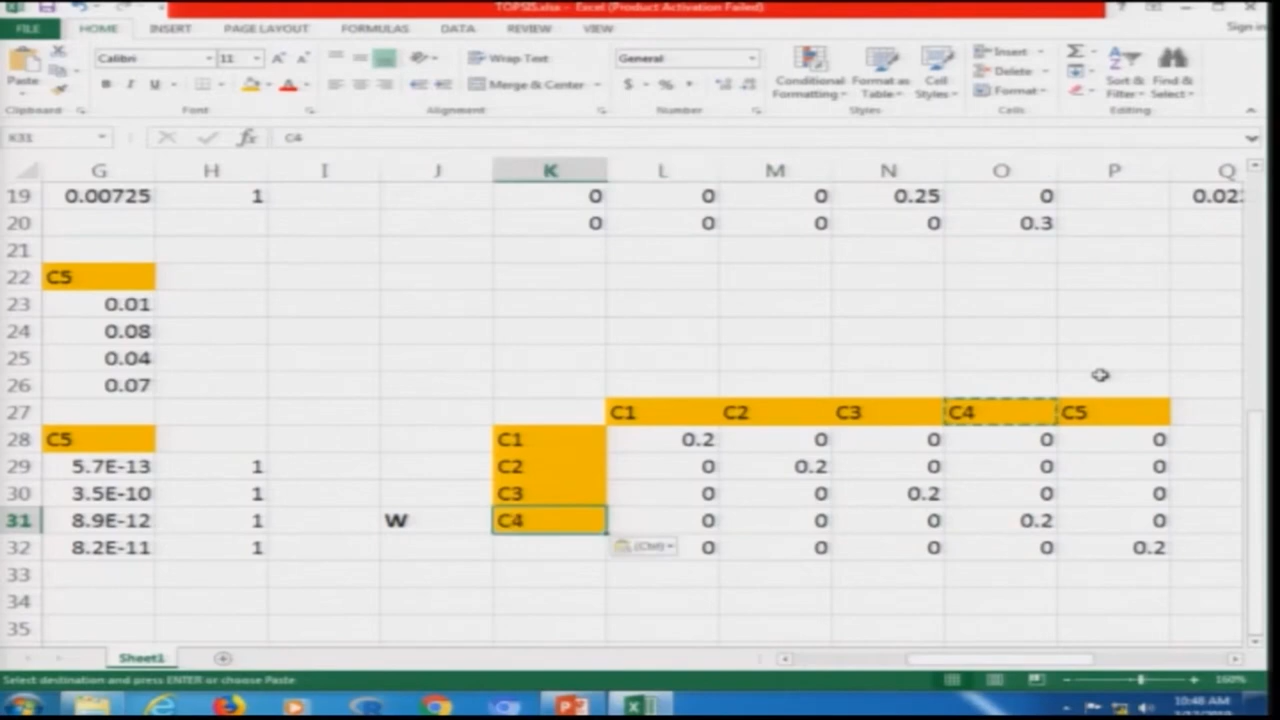 TOPSIS.xlsx - Excel (Product Activation Failed)
Sign in
FILE HOME INSERT PAGE LAYOUT FORMULAS DATA REVIEW VIEW
Calibri 11 Wrap Text General Insert
Paste Merge & Center Conditional Formatting Format as Table Cell Styles Delete Format Sort & Filter Find & Select
Clipboard Font Alignment Number Styles Cells Editing
K31 fx C4
G H I J K L M N O P Q
19 0.00725 1 0 0 0 0.25 0
20 0 0 0 0 0.3
21
22 C5
23 0.01
24 0.08
25 0.04
26 0.07
27 C1 C2 C3 C4 C5
28 C5 C1 0.2 0 0 0 0
29 5.7E-13 1 C2 0 0.2 0 0 0
30 3.5E-10 1 C3 0 0 0.2 0 0
31 8.9E-12 1 W C4 0 0 0 0.2 0
32 8.2E-11 1 (Ctrl) 0 0 0 0 0.2
33
34
35
Sheet1
Select destination and press ENTER or choose Paste 160%
10:48 AM